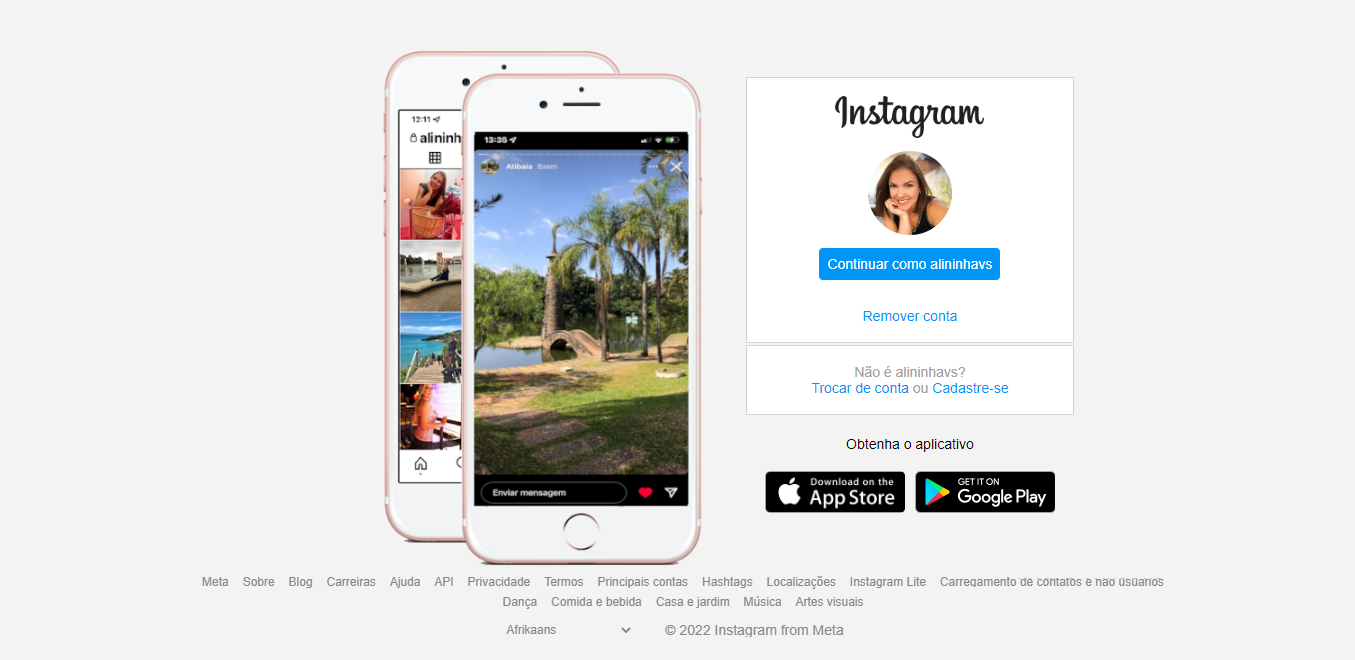 12:11
alininh
13:35
Atibaia 8sem
Enviar mensagem
Instagram
Continuar como alininhavs
Remover conta
Não é alininhavs?
Trocar de conta ou Cadastre-se
Obtenha o aplicativo
Download on the
App Store
GET IT ON
Google Play
Meta Sobre Blog Carreiras Ajuda API Privacidade Termos Principais contas Hashtags Localizações Instagram Lite Carregamento de contatos e não usuários
Dança Comida e bebida Casa e jardim Música Artes visuais
Afrikaans © 2022 Instagram from Meta